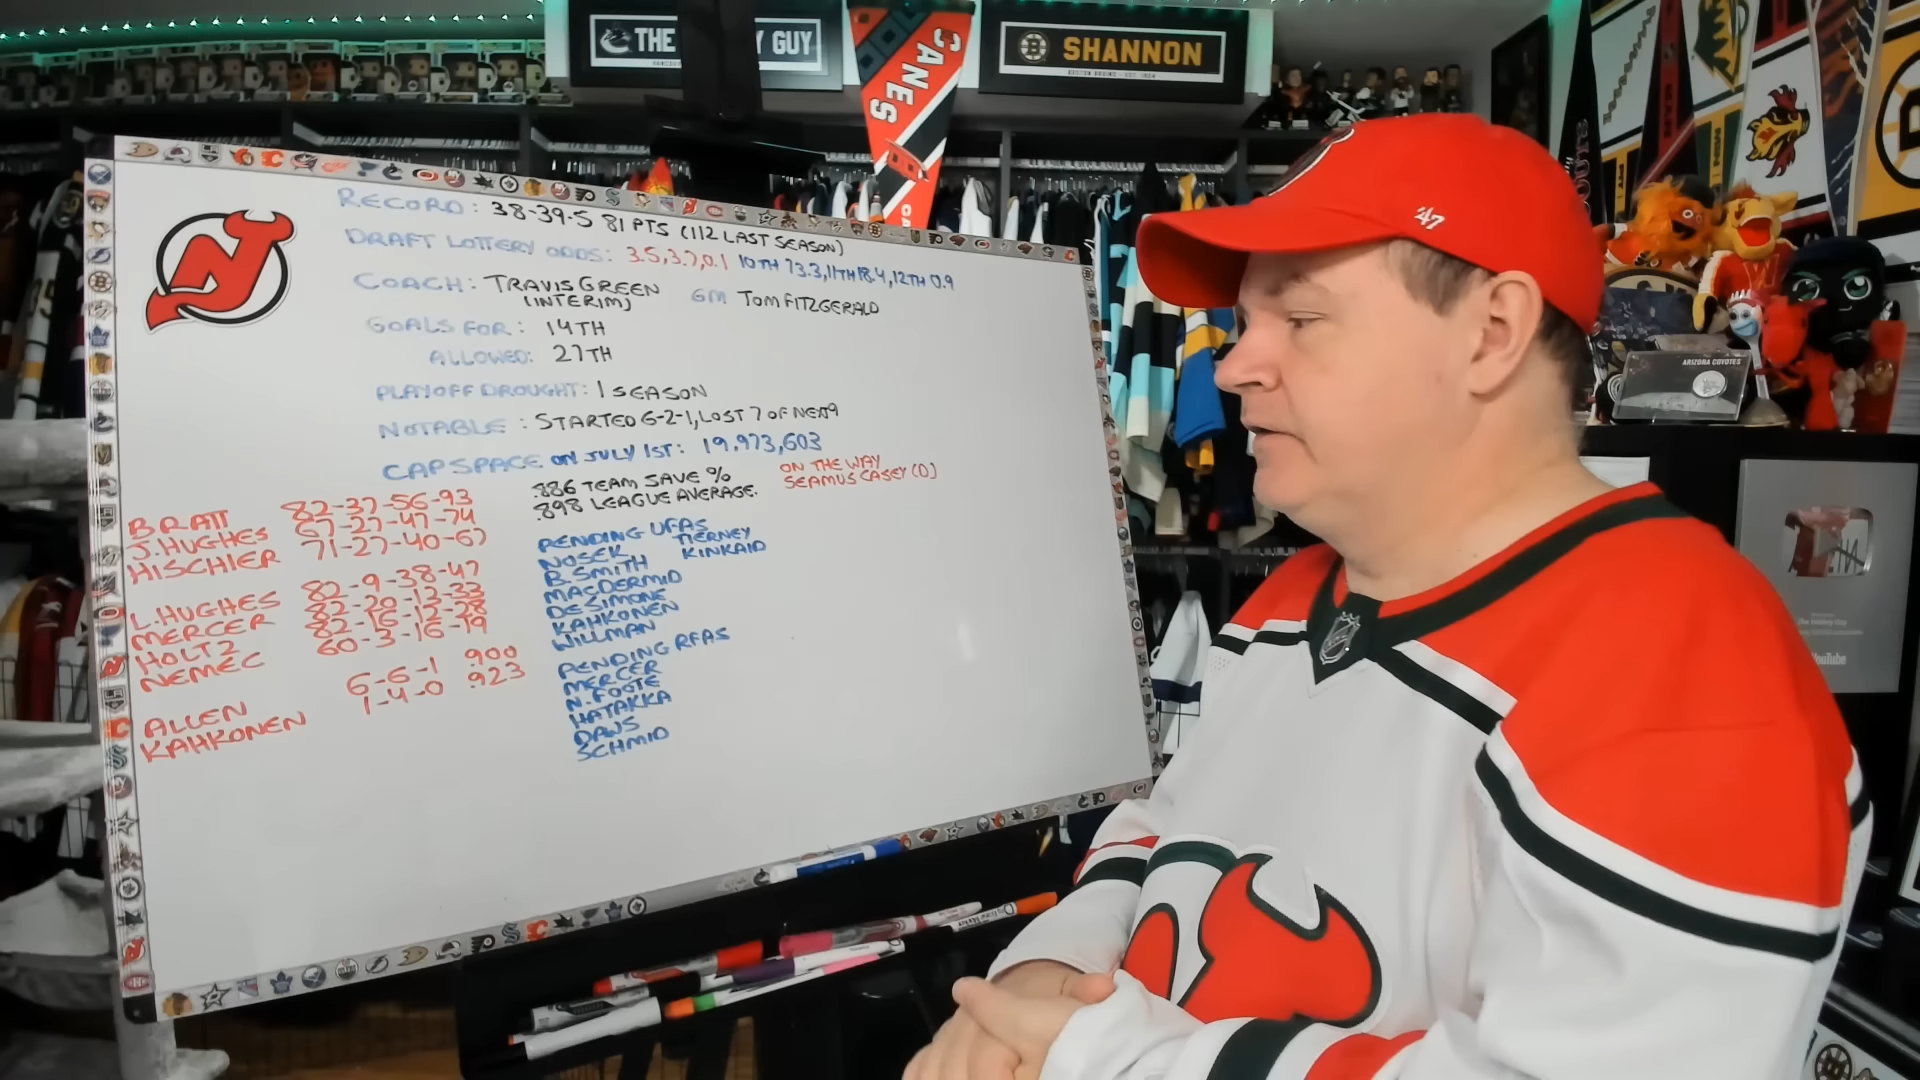 THE Y GUY
CANES
SHANNON
47
ARIZONA COYOTES
RECORD: 38-39-5 81 PTS (112 LAST SEASON)
DRAFT LOTTERY ODDS: 3.5,3.7,0.1 10TH 73.3,11TH 18.4,12TH 0.9
COACH: TRAVIS GREEN
(INTERIM)
GM TOM FITZGERALD
GOALS FOR: 14TH
ALLOWED: 27TH
PLAYOFF DROUGHT: 1 SEASON
NOTABLE: STARTED 6-2-1, LOST 7 OF NEXT 9
CAP SPACE ON JULY 1ST: 19,973,603
.886 TEAM SAVE %
.898 LEAGUE AVERAGE.
ON THE WAY
SEAMUS CASEY (D)
BRATT 82-37-56-93
J.HUGHES 67-27-47-74
HISCHIER 71-27-40-67
L.HUGHES 82-9-38-47
MERCER 82-20-13-33
HOLTZ 82-16-12-28
NEMEC 60-3-16-19
ALLEN 6-6-1 .900
KAHKONEN 1-4-0 .923
PENDING UFAS
NOSEK
B.SMITH
MACDERMID
DESIMONE
KAHKONEN
WILLMAN
TIERNEY
KINKAID
PENDING RFAS
MERCER
N.FOOTE
HATAKKA
DAWS
SCHMID
YouTube